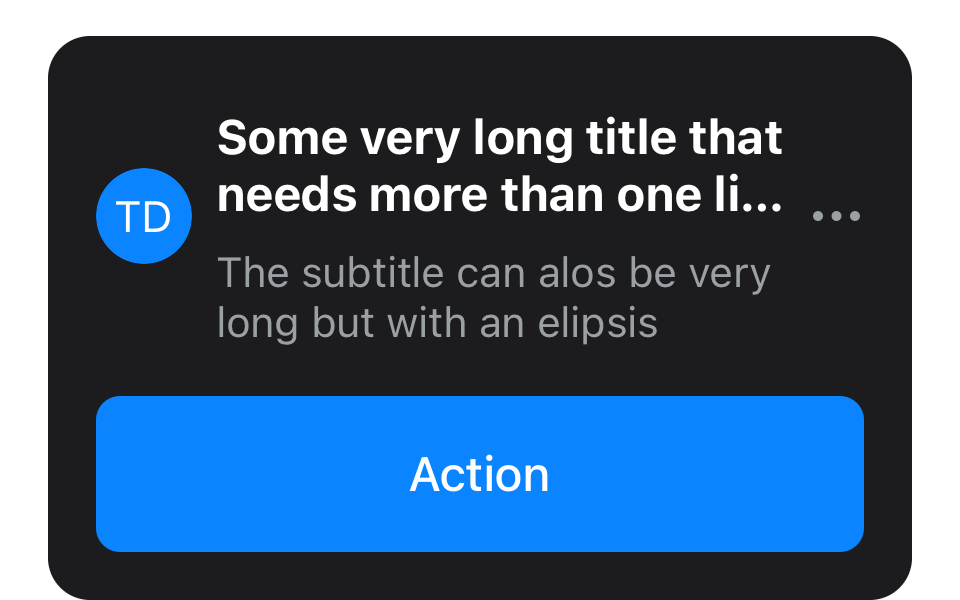 Some very long title that
needs more than one li...
TD
The subtitle can alos be very
long but with an elipsis
Action